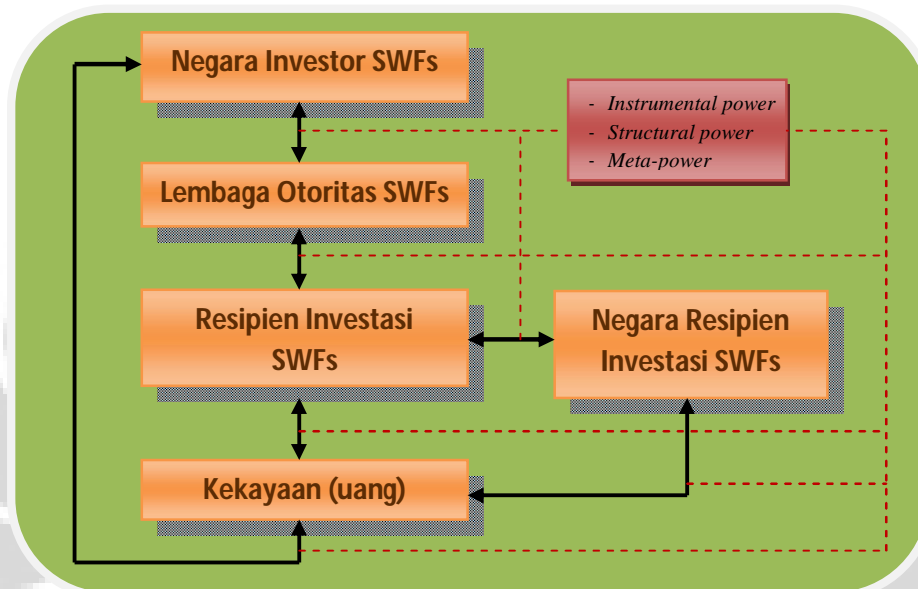 Negara Investor SWFs
- Instrumental power
- Structural power
- Meta-power
Lembaga Otoritas SWFs
Resipien Investasi
SWFs
Negara Resipien
Investasi SWFs
Kekayaan (uang)